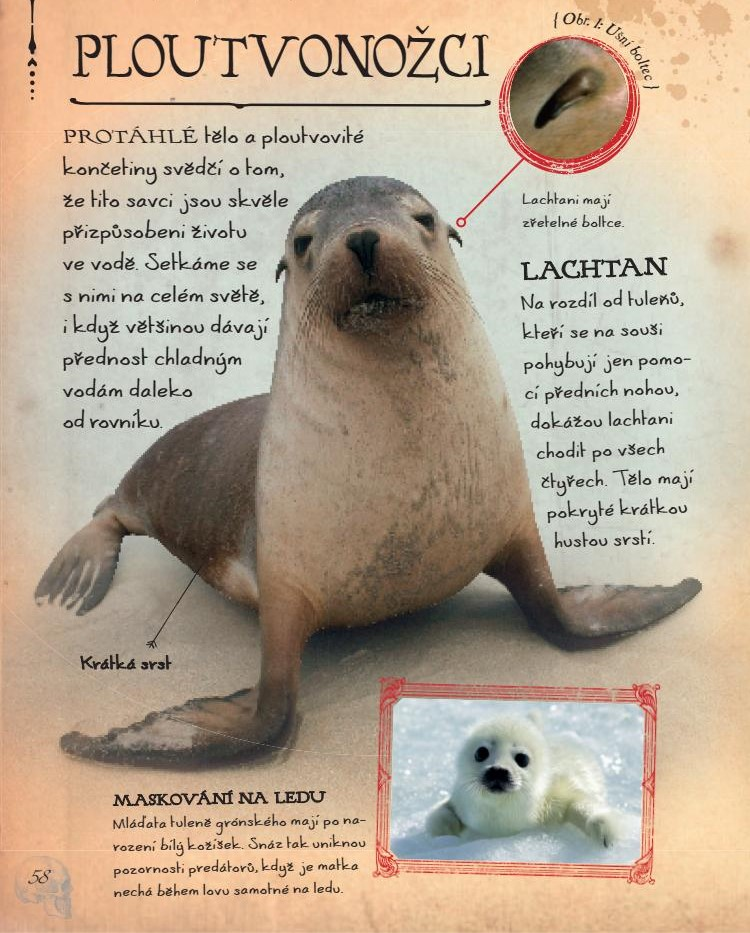 PLOUTVONOŽCI
{ Obr. 1: Ušní boltec }
PROTÁHLÉ tělo a ploutvovité
končetiny svědčí o tom,
že tito savci jsou skvěle
přizpůsobeni životu
ve vodě. Setkáme se
s nimi na celém světě,
i když většinou dávají
přednost chladným
vodám daleko
od rovníku.
Lachtani mají
zřetelné boltce.
LACHTAN
Na rozdíl od tuleňů,
kteří se na souši
pohybují jen pomo-
cí předních nohou,
dokážou lachtani
chodit po všech
čtyřech. Tělo mají
pokryté krátkou
hustou srstí.
Krátká srst
MASKOVÁNÍ NA LEDU
Mláďata tuleně grónského mají po na-
rození bílý kožíšek. Snáz tak uniknou
pozornosti predátorů, když je matka
nechá během lovu samotné na ledu.
58